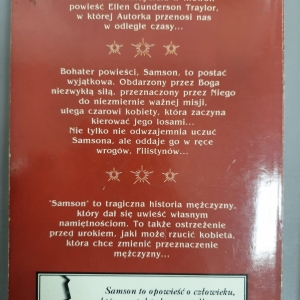 powieść Ellen Gunderson Traylor,
w której Autorka przenosi nas
w odległe czasy...
Bohater powieści, Samson, to postać
wyjątkowa. Obdarzony przez Boga
niezwykłą siłą, przeznaczony przez Niego
do niezmiernie ważnej misji,
ulega czarowi kobiety, która zaczyna
kierować jego losami...
Nie tylko nie odwzajemnia uczuć
Samsona, ale oddaje go w ręce
wrogów, Filistynów...
'Samson' to tragiczna historia mężczyzny,
który dał się uwieść własnym
namiętnościom. To także ostrzeżenie
przed urokiem, jaki może rzucić kobieta,
która chce zmienić przeznaczenie
mężczyzny...
Samson to opowieść o człowieku,